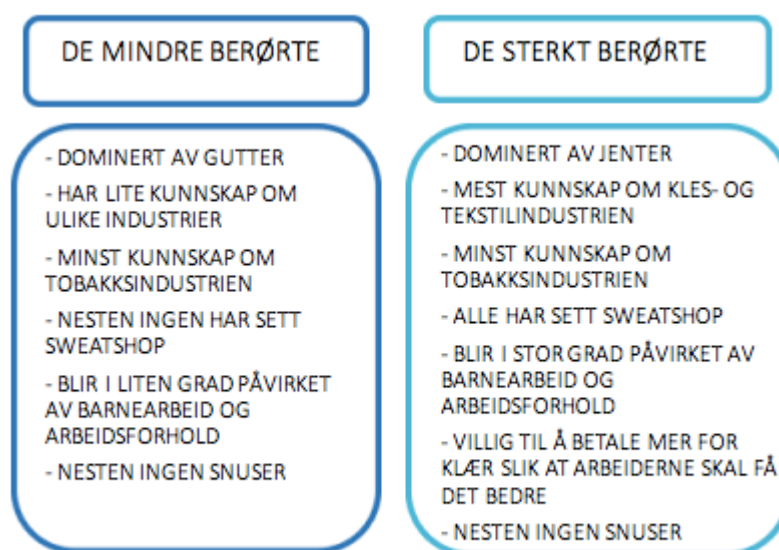 DE MINDRE BERØRTE
- DOMINERT AV GUTTER
- HAR LITE KUNNSKAP OM
ULIKE INDUSTRIER
- MINST KUNNSKAP OM
TOBAKKSINDUSTRIEN
- NESTEN INGEN HAR SETT
SWEATSHOP
- BLIR I LITEN GRAD PÅVIRKET
AV BARNEARBEID OG
ARBEIDSFORHOLD
- NESTEN INGEN SNUSER
DE STERKT BERØRTE
- DOMINERT AV JENTER
- MEST KUNNSKAP OM KLES- OG
TEKSTILINDUSTRIEN
- MINST KUNNSKAP OM
TOBAKKSINDUSTRIEN
- ALLE HAR SETT SWEATSHOP
- BLIR I STOR GRAD PÅVIRKET AV
BARNEARBEID OG
ARBEIDSFORHOLD
- VILLIG TIL Å BETALE MER FOR
KLÆR SLIK AT ARBEIDERNE SKAL FÅ
DET BEDRE
- NESTEN INGEN SNUSER